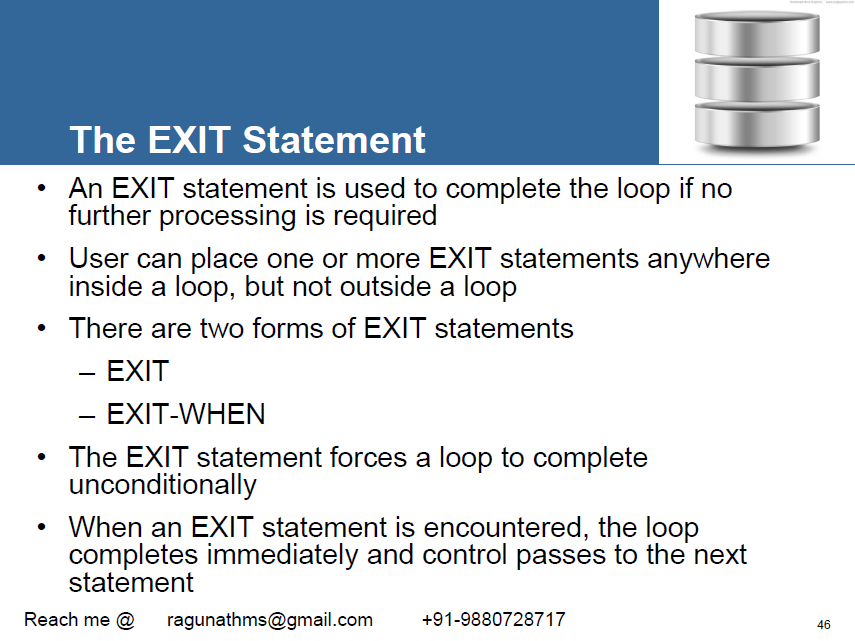 The EXIT Statement
• An EXIT statement is used to complete the loop if no
further processing is required
• User can place one or more EXIT statements anywhere
inside a loop, but not outside a loop
• There are two forms of EXIT statements
– EXIT
– EXIT-WHEN
• The EXIT statement forces a loop to complete
unconditionally
• When an EXIT statement is encountered, the loop
completes immediately and control passes to the next
statement
Reach me @ ragunathms@gmail.com +91-9880728717
46